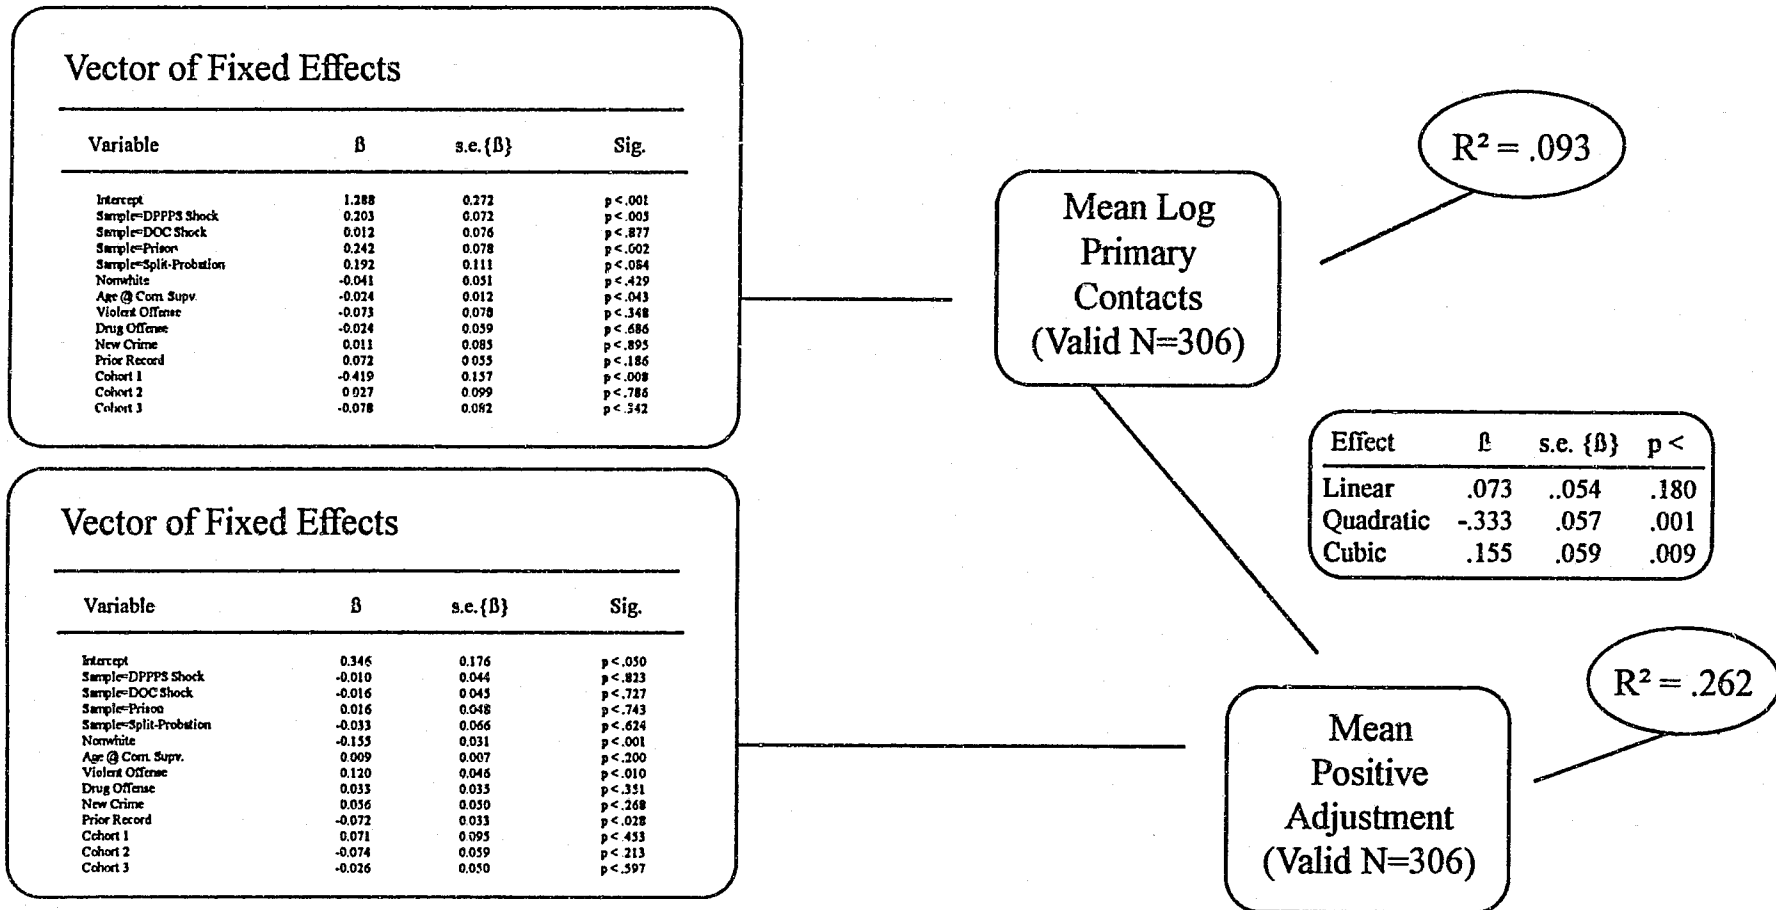 Vector of Fixed Effects
Variable ß s.e.{ß} Sig.
Intercept 1.288 0.272 p<.001
Sample=DPPPS Shock 0.203 0.072 p<.005
Sample=DOC Shock 0.012 0.076 p<.877
Sample=Prison 0.242 0.078 p<.002
Sample=Split-Probation 0.192 0.111 p<.084
Nonwhite -0.041 0.051 p<.429
Age @ Com. Supv. -0.024 0.012 p<.043
Violent Offense -0.073 0.078 p<.348
Drug Offense -0.024 0.059 p<.686
New Crime 0.011 0.085 p<.895
Prior Record 0.072 0.055 p<.186
Cohort 1 -0.419 0.157 p<.008
Cohort 2 0.027 0.099 p<.786
Cohort 3 -0.078 0.082 p<.342
Mean Log
Primary
Contacts
(Valid N=306)
R² = .093
Effect ß s.e. {ß} p <
Linear .073 ..054 .180
Quadratic -.333 .057 .001
Cubic .155 .059 .009
Vector of Fixed Effects
Variable ß s.e.{ß} Sig.
Intercept 0.346 0.176 p<.050
Sample=DPPPS Shock -0.010 0.044 p<.823
Sample=DOC Shock -0.016 0.045 p<.727
Sample=Prison 0.016 0.048 p<.743
Sample=Split-Probation -0.033 0.066 p<.624
Nonwhite -0.155 0.031 p<.001
Age @ Com. Supv. 0.009 0.007 p<.200
Violent Offense 0.120 0.046 p<.010
Drug Offense 0.033 0.035 p<.351
New Crime 0.056 0.050 p<.268
Prior Record -0.072 0.033 p<.028
Cohort 1 0.071 0.095 p<.453
Cohort 2 -0.074 0.059 p<.213
Cohort 3 -0.026 0.050 p<.597
Mean
Positive
Adjustment
(Valid N=306)
R² = .262